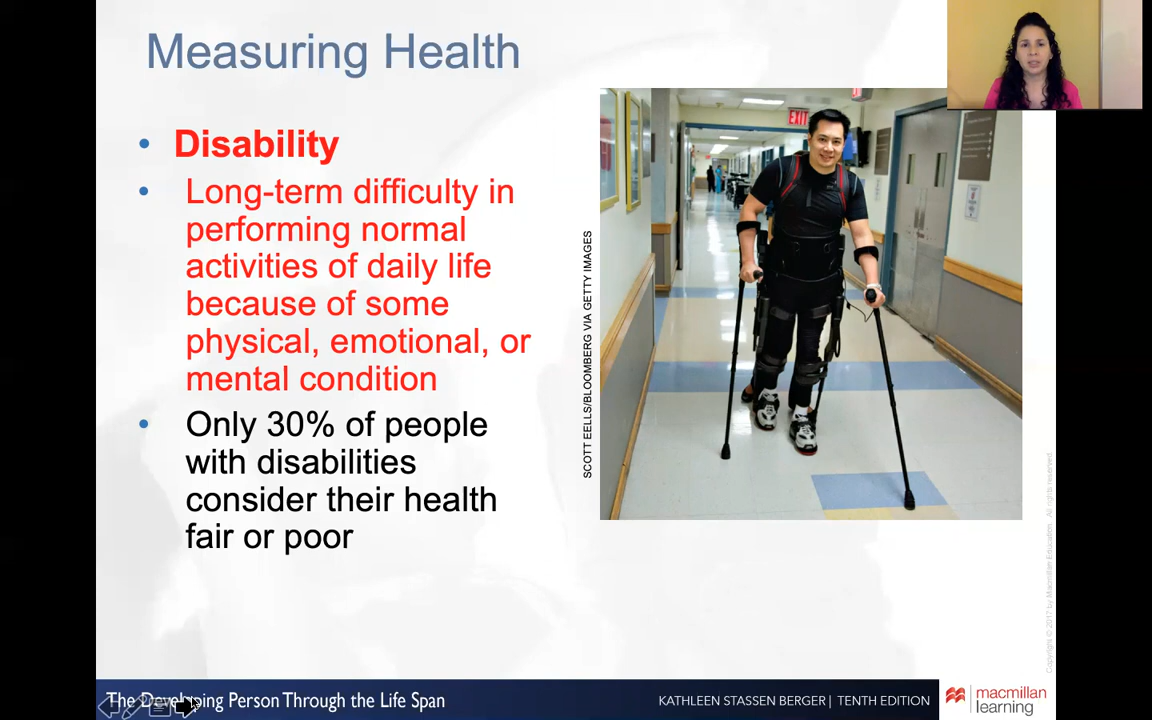 Measuring Health
• Disability
• Long-term difficulty in
performing normal
activities of daily life
because of some
physical, emotional, or
mental condition
• Only 30% of people
with disabilities
consider their health
fair or poor
SCOTT EELLS/BLOOMBERG VIA GETTY IMAGES
EXIT
Copyright © 2017 by Macmillan Education. All rights reserved.
The Developing Person Through the Life Span
KATHLEEN STASSEN BERGER | TENTH EDITION
macmillan
learning